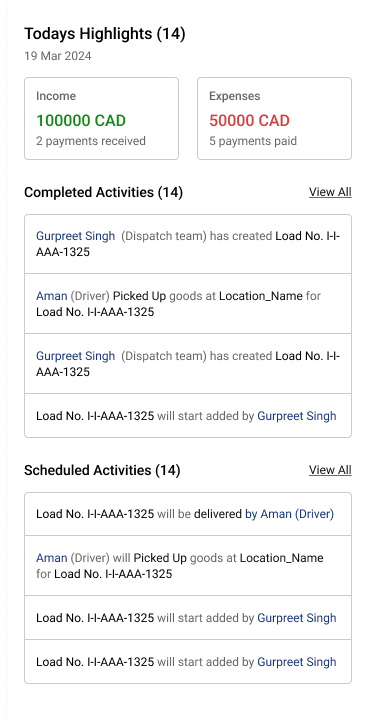 Todays Highlights (14)
19 Mar 2024
Income
100000 CAD
2 payments received
Expenses
50000 CAD
5 payments paid
Completed Activities (14)
View All
Gurpreet Singh (Dispatch team) has created Load No. I-I-
AAA-1325
Aman (Driver) Picked Up goods at Location_Name for
Load No. I-I-AAA-1325
Gurpreet Singh (Dispatch team) has created Load No. I-I-
AAA-1325
Load No. I-I-AAA-1325 will start added by Gurpreet Singh
Scheduled Activities (14)
View All
Load No. I-I-AAA-1325 will be delivered by Aman (Driver)
Aman (Driver) will Picked Up goods at Location_Name
for Load No. I-I-AAA-1325
Load No. I-I-AAA-1325 will start added by Gurpreet Singh
Load No. I-I-AAA-1325 will start added by Gurpreet Singh